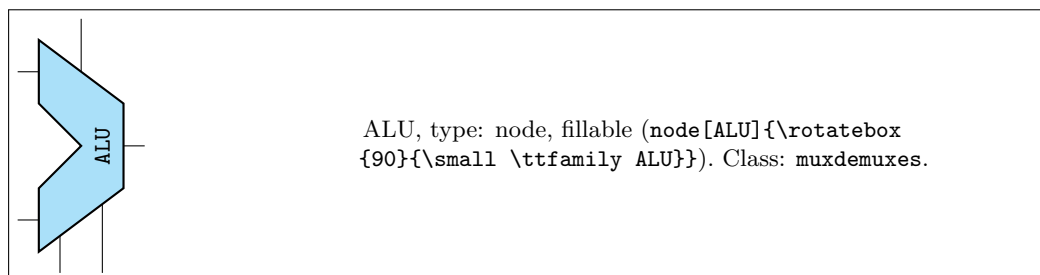 ALU
ALU, type: node, fillable (node[ALU]{\rotatebox
{90}{\small \ttfamily ALU}}). Class: muxdemuxes.